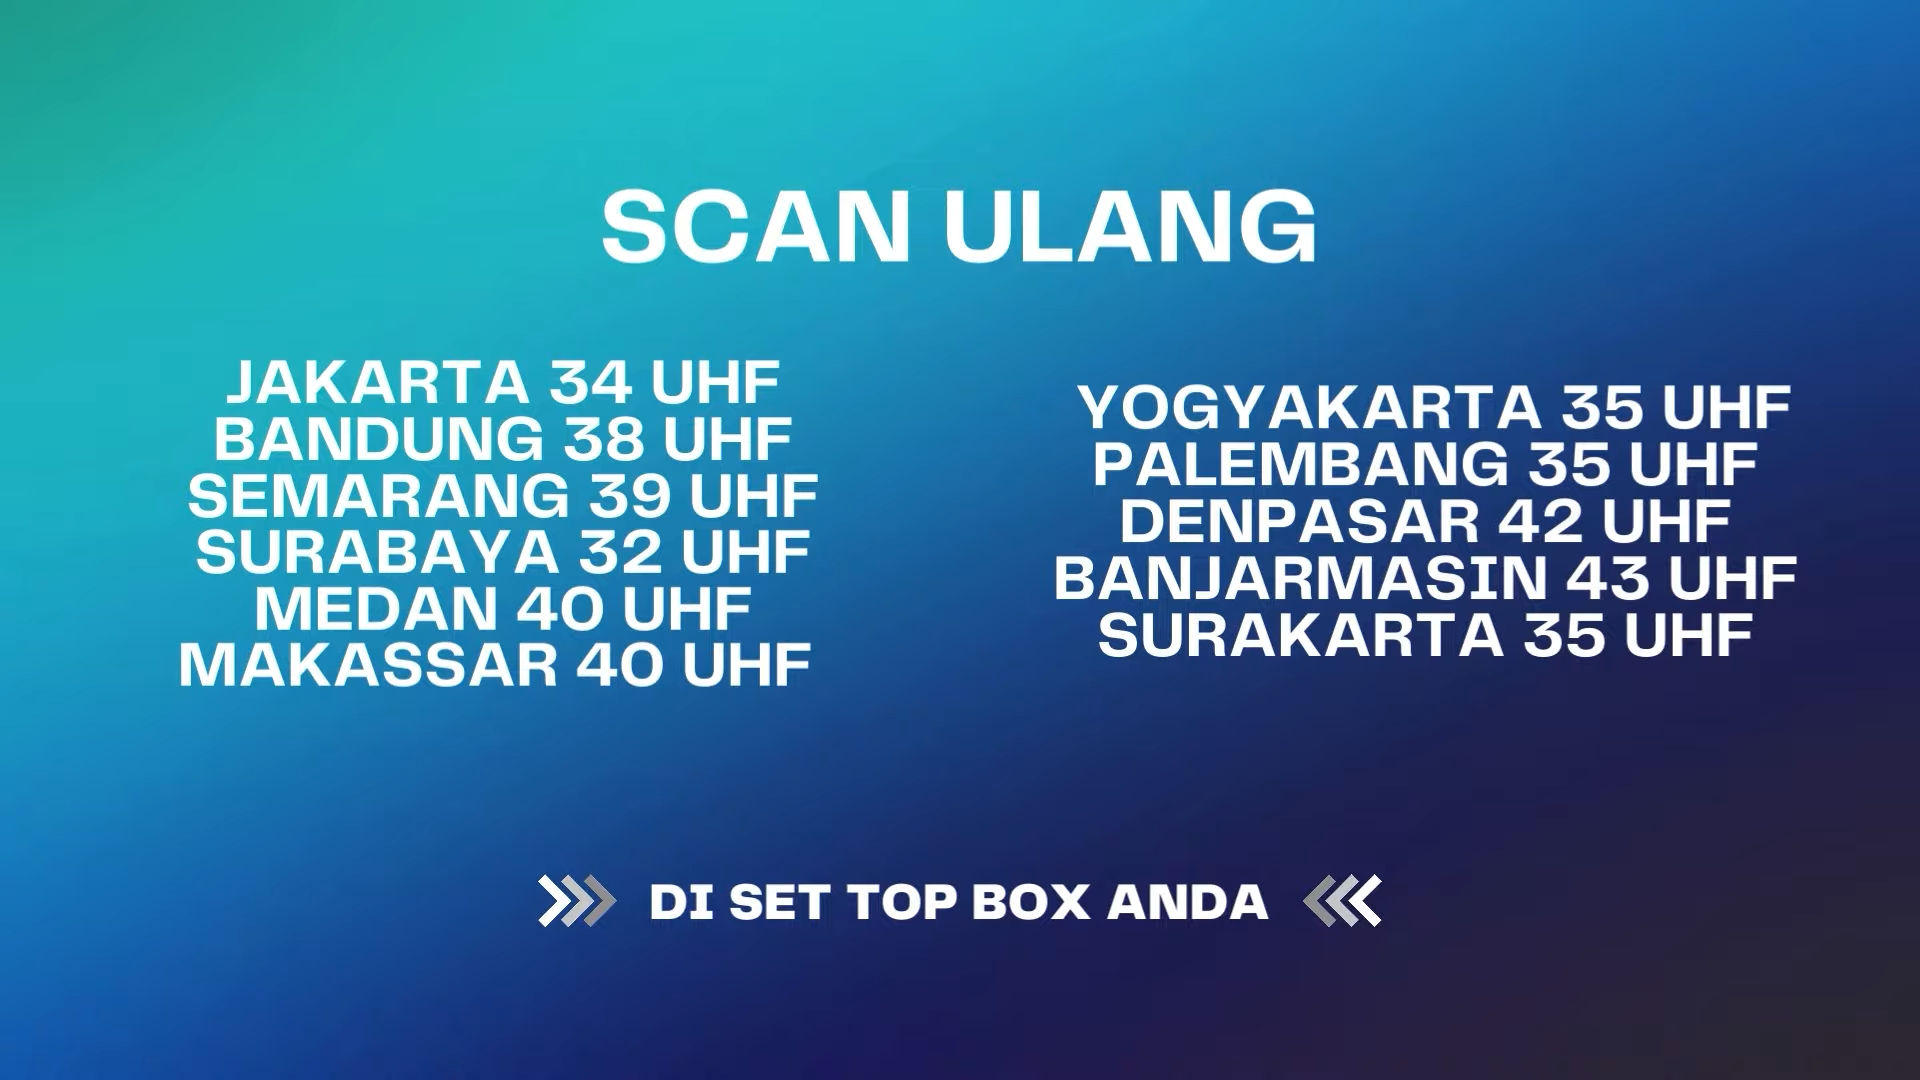 SCAN ULANG
JAKARTA 34 UHF
BANDUNG 38 UHF
SEMARANG 39 UHF
SURABAYA 32 UHF
MEDAN 40 UHF
MAKASSAR 40 UHF
YOGYAKARTA 35 UHF
PALEMBANG 35 UHF
DENPASAR 42 UHF
BANJARMASIN 43 UHF
SURAKARTA 35 UHF
DI SET TOP BOX ANDA